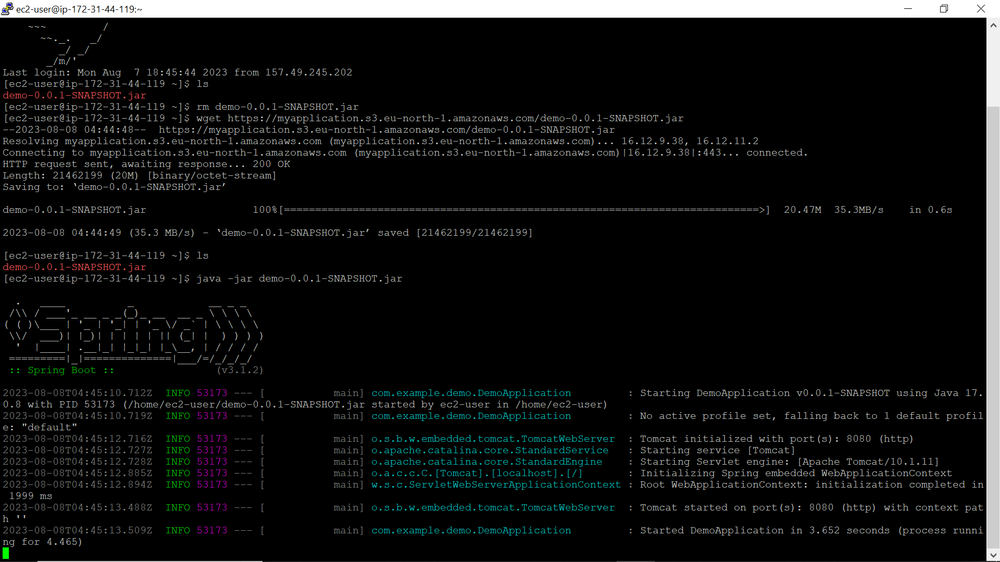 ec2-user@ip-172-31-44-119:~
    ~~~         /
      ~~._.   _/
         _/ _/
       _/m/'
Last login: Mon Aug  7 18:45:44 2023 from 157.49.245.202
[ec2-user@ip-172-31-44-119 ~]$ ls
demo-0.0.1-SNAPSHOT.jar
[ec2-user@ip-172-31-44-119 ~]$ rm demo-0.0.1-SNAPSHOT.jar
[ec2-user@ip-172-31-44-119 ~]$ wget https://myapplication.s3.eu-north-1.amazonaws.com/demo-0.0.1-SNAPSHOT.jar
--2023-08-08 04:44:48--  https://myapplication.s3.eu-north-1.amazonaws.com/demo-0.0.1-SNAPSHOT.jar
Resolving myapplication.s3.eu-north-1.amazonaws.com (myapplication.s3.eu-north-1.amazonaws.com)... 16.12.9.38, 16.12.11.2
Connecting to myapplication.s3.eu-north-1.amazonaws.com (myapplication.s3.eu-north-1.amazonaws.com)|16.12.9.38|:443... connected.
HTTP request sent, awaiting response... 200 OK
Length: 21462199 (20M) [binary/octet-stream]
Saving to: ‘demo-0.0.1-SNAPSHOT.jar’
demo-0.0.1-SNAPSHOT.jar                 100%[============================================================================>]  20.47M  35.3MB/s    in 0.6s
2023-08-08 04:44:49 (35.3 MB/s) - ‘demo-0.0.1-SNAPSHOT.jar’ saved [21462199/21462199]
[ec2-user@ip-172-31-44-119 ~]$ ls
demo-0.0.1-SNAPSHOT.jar
[ec2-user@ip-172-31-44-119 ~]$ java -jar demo-0.0.1-SNAPSHOT.jar
  .   ____          _            __ _ _
 /\\ / ___'_ __ _ _(_)_ __  __ _ \ \ \ \
( ( )\___ | '_ | '_| | '_ \/ _` | \ \ \ \
 \\/  ___)| |_)| | | | | || (_| |  ) ) ) )
  '  |____| .__|_| |_|_| |_\__, | / / / /
 =========|_|==============|___/=/_/_/_/
 :: Spring Boot ::                (v3.1.2)
2023-08-08T04:45:10.712Z  INFO 53173 --- [           main] com.example.demo.DemoApplication         : Starting DemoApplication v0.0.1-SNAPSHOT using Java 17.
0.8 with PID 53173 (/home/ec2-user/demo-0.0.1-SNAPSHOT.jar started by ec2-user in /home/ec2-user)
2023-08-08T04:45:10.719Z  INFO 53173 --- [           main] com.example.demo.DemoApplication         : No active profile set, falling back to 1 default profil
e: "default"
2023-08-08T04:45:12.716Z  INFO 53173 --- [           main] o.s.b.w.embedded.tomcat.TomcatWebServer  : Tomcat initialized with port(s): 8080 (http)
2023-08-08T04:45:12.727Z  INFO 53173 --- [           main] o.apache.catalina.core.StandardService   : Starting service [Tomcat]
2023-08-08T04:45:12.728Z  INFO 53173 --- [           main] o.apache.catalina.core.StandardEngine    : Starting Servlet engine: [Apache Tomcat/10.1.11]
2023-08-08T04:45:12.885Z  INFO 53173 --- [           main] o.a.c.c.C.[Tomcat].[localhost].[/]       : Initializing Spring embedded WebApplicationContext
2023-08-08T04:45:12.894Z  INFO 53173 --- [           main] w.s.c.ServletWebServerApplicationContext : Root WebApplicationContext: initialization completed in
 1999 ms
2023-08-08T04:45:13.488Z  INFO 53173 --- [           main] o.s.b.w.embedded.tomcat.TomcatWebServer  : Tomcat started on port(s): 8080 (http) with context pat
h ''
2023-08-08T04:45:13.509Z  INFO 53173 --- [           main] com.example.demo.DemoApplication         : Started DemoApplication in 3.652 seconds (process runni
ng for 4.465)